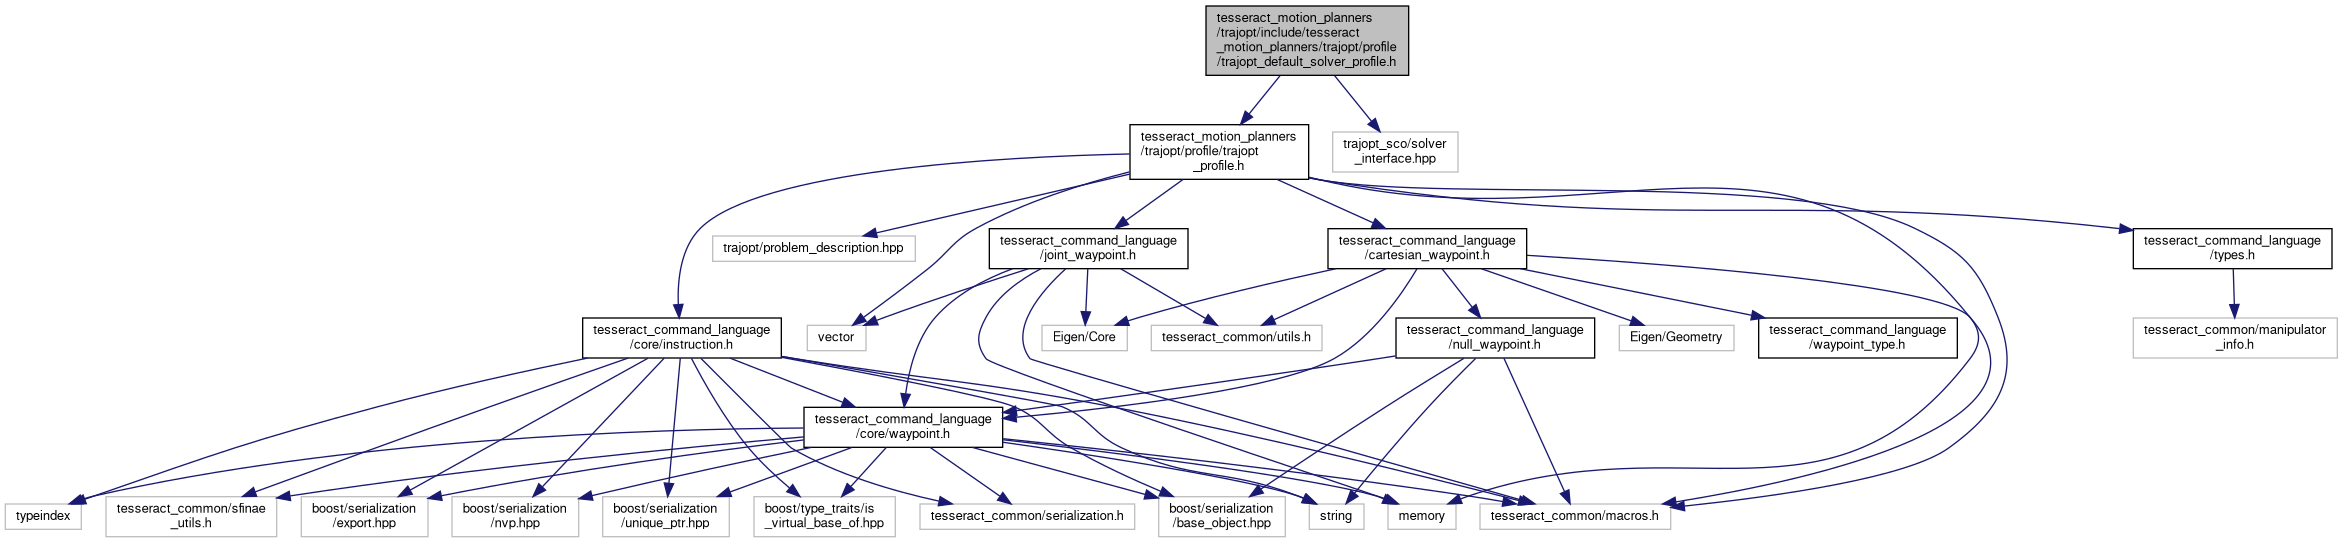 tesseract_motion_planners
/trajopt/include/tesseract
_motion_planners/trajopt/profile
/trajopt_default_solver_profile.h
tesseract_motion_planners
/trajopt/profile/trajopt
_profile.h
trajopt_sco/solver
_interface.hpp
trajopt/problem_description.hpp
tesseract_command_language
/joint_waypoint.h
tesseract_command_language
/cartesian_waypoint.h
tesseract_command_language
/types.h
tesseract_command_language
/core/instruction.h
vector
Eigen/Core
tesseract_common/utils.h
tesseract_command_language
/null_waypoint.h
Eigen/Geometry
tesseract_command_language
/waypoint_type.h
tesseract_common/manipulator
_info.h
tesseract_command_language
/core/waypoint.h
typeindex
tesseract_common/sfinae
_utils.h
boost/serialization
/export.hpp
boost/serialization
/nvp.hpp
boost/serialization
/unique_ptr.hpp
boost/type_traits/is
_virtual_base_of.hpp
tesseract_common/serialization.h
boost/serialization
/base_object.hpp
string
memory
tesseract_common/macros.h